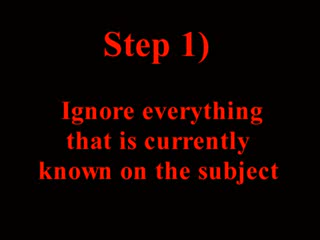 Step 1)
Ignore everything
that is currently
known on the subject